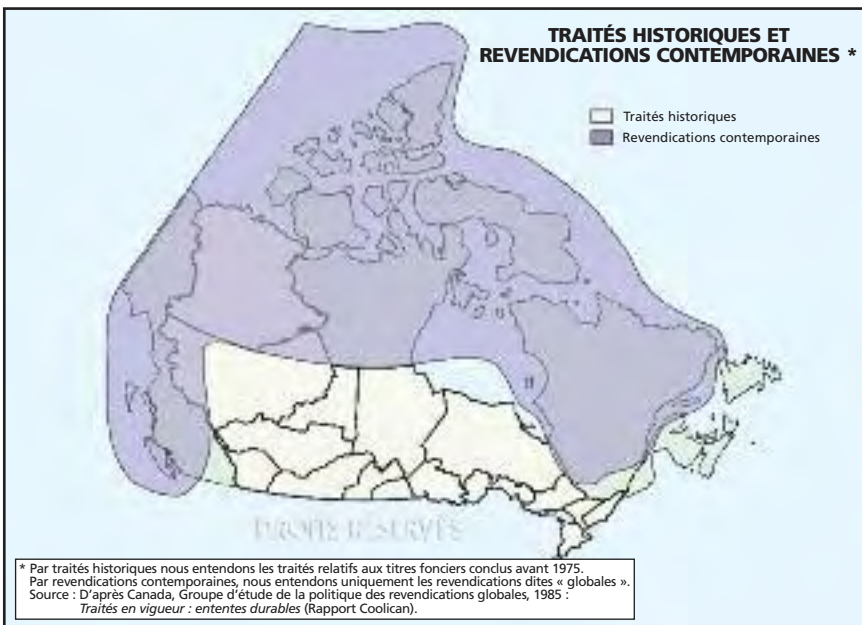 TRAITÉS HISTORIQUES ET
REVENDICATIONS CONTEMPORAINES *
Traités historiques
Revendications contemporaines
DROITS RÉSERVÉS
* Par traités historiques nous entendons les traités relatifs aux titres fonciers conclus avant 1975.
Par revendications contemporaines, nous entendons uniquement les revendications dites « globales ».
Source : D'après Canada, Groupe d'étude de la politique des revendications globales, 1985 :
Traités en vigueur : ententes durables (Rapport Coolican).